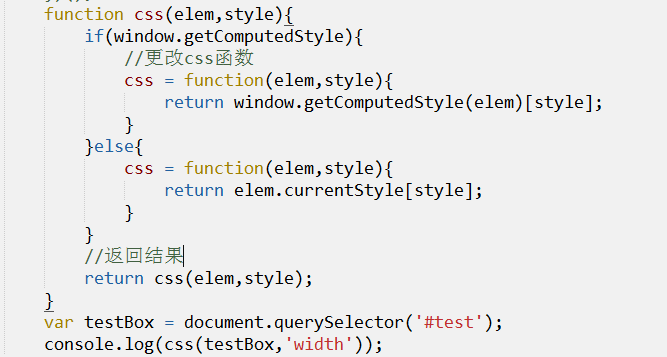 function css(elem,style){
if(window.getComputedStyle){
//更改css函数
css = function(elem,style){
return window.getComputedStyle(elem)[style];
}
}else{
css = function(elem,style){
return elem.currentStyle[style];
}
}
//返回结果
return css(elem,style);
}
var testBox = document.querySelector('#test');
console.log(css(testBox,'width'));